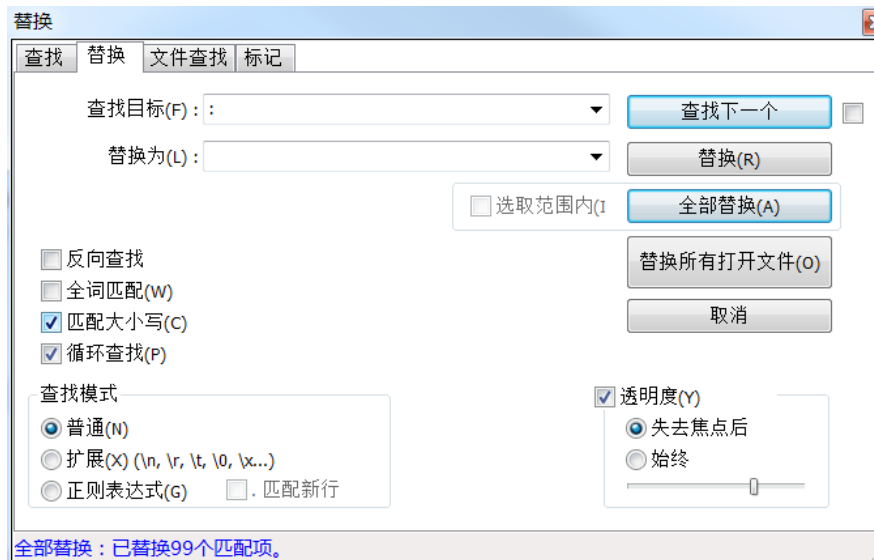 替换
查找 替换 文件查找 标记
查找目标(F)：: 查找下一个
替换为(L)： 替换(R)
选取范围内(I 全部替换(A)
替换所有打开文件(O)
反向查找
全词匹配(W)
匹配大小写(C) 取消
循环查找(P)
查找模式 透明度(Y)
普通(N) 失去焦点后
扩展(X) (\n, \r, \t, \0, \x...) 始终
正则表达式(G) . 匹配新行
全部替换：已替换99个匹配项。